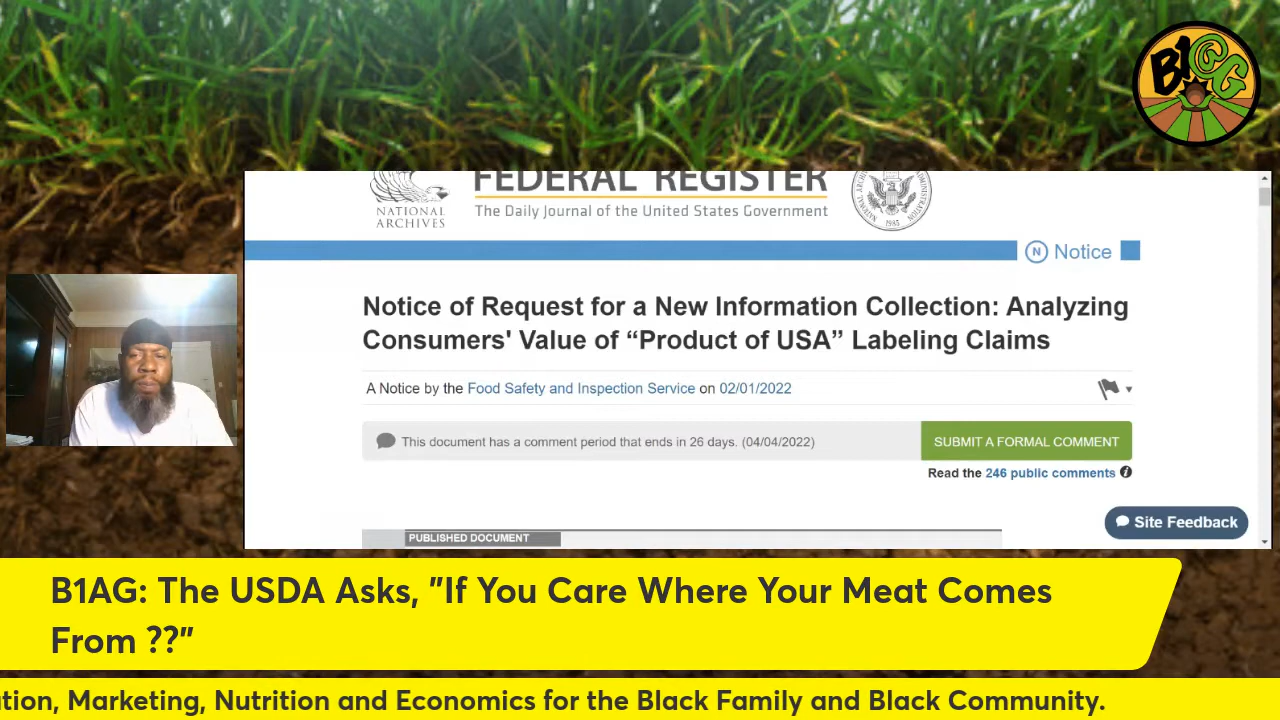 B1GG
FEDERAL REGISTER
The Daily Journal of the United States Government
NATIONAL
ARCHIVES
1985
N Notice
Notice of Request for a New Information Collection: Analyzing
Consumers' Value of “Product of USA” Labeling Claims
A Notice by the Food Safety and Inspection Service on 02/01/2022
This document has a comment period that ends in 26 days. (04/04/2022)
SUBMIT A FORMAL COMMENT
Read the 246 public comments i
Site Feedback
PUBLISHED DOCUMENT
B1AG: The USDA Asks, "If You Care Where Your Meat Comes
From ??"
tion, Marketing, Nutrition and Economics for the Black Family and Black Community.